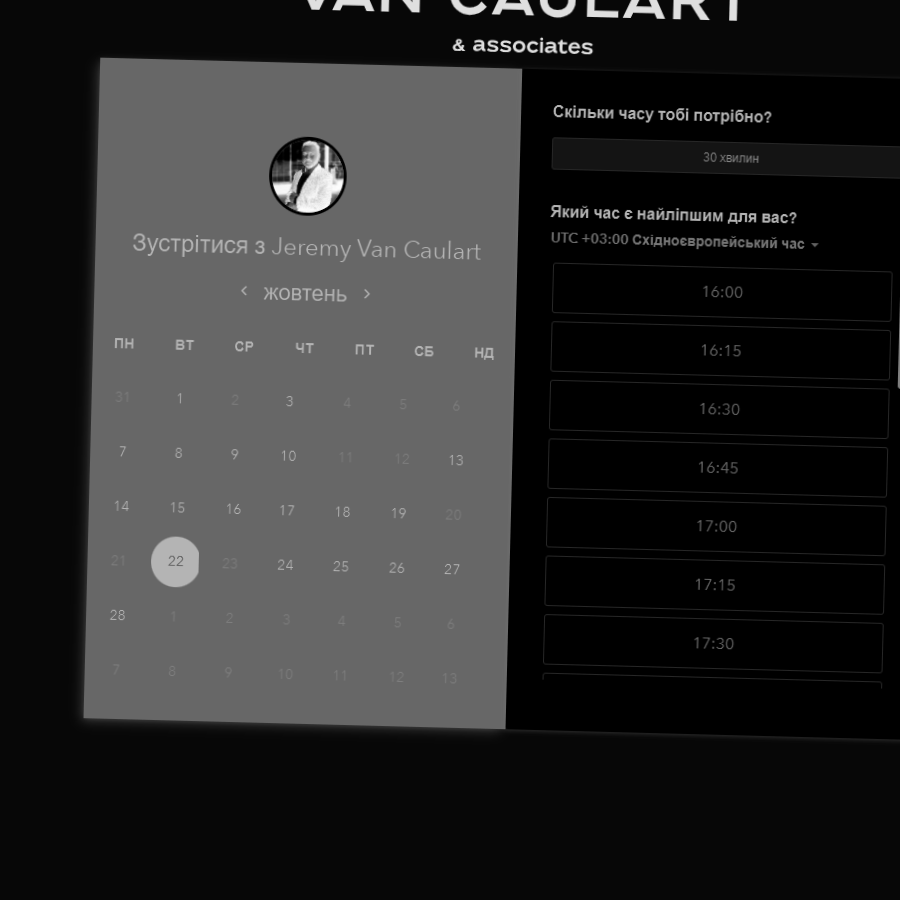 VAN CAULART
& associates
Зустрітися з Jeremy Van Caulart
жовтень
ПН ВТ СР ЧТ ПТ СБ НД
31 1 2 3 4 5 6
7 8 9 10 11 12 13
14 15 16 17 18 19 20
21 22 23 24 25 26 27
28 1 2 3 4 5 6
7 8 9 10 11 12 13
Скільки часу тобі потрібно?
30 хвилин
Який час є найліпшим для вас?
UTC +03:00 Східноєвропейський час
16:00
16:15
16:30
16:45
17:00
17:15
17:30